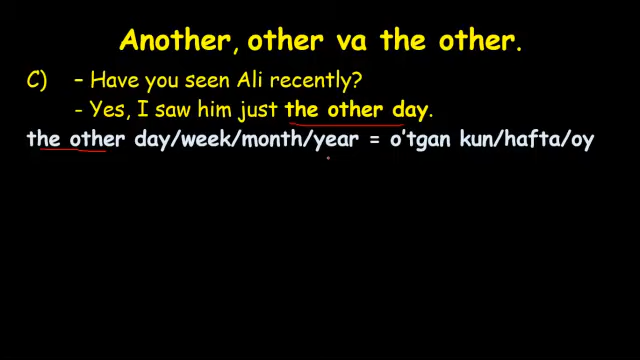 Another, other va the other.
C) – Have you seen Ali recently?
- Yes, I saw him just the other day.
the other day/week/month/year = o'tgan kun/hafta/oy